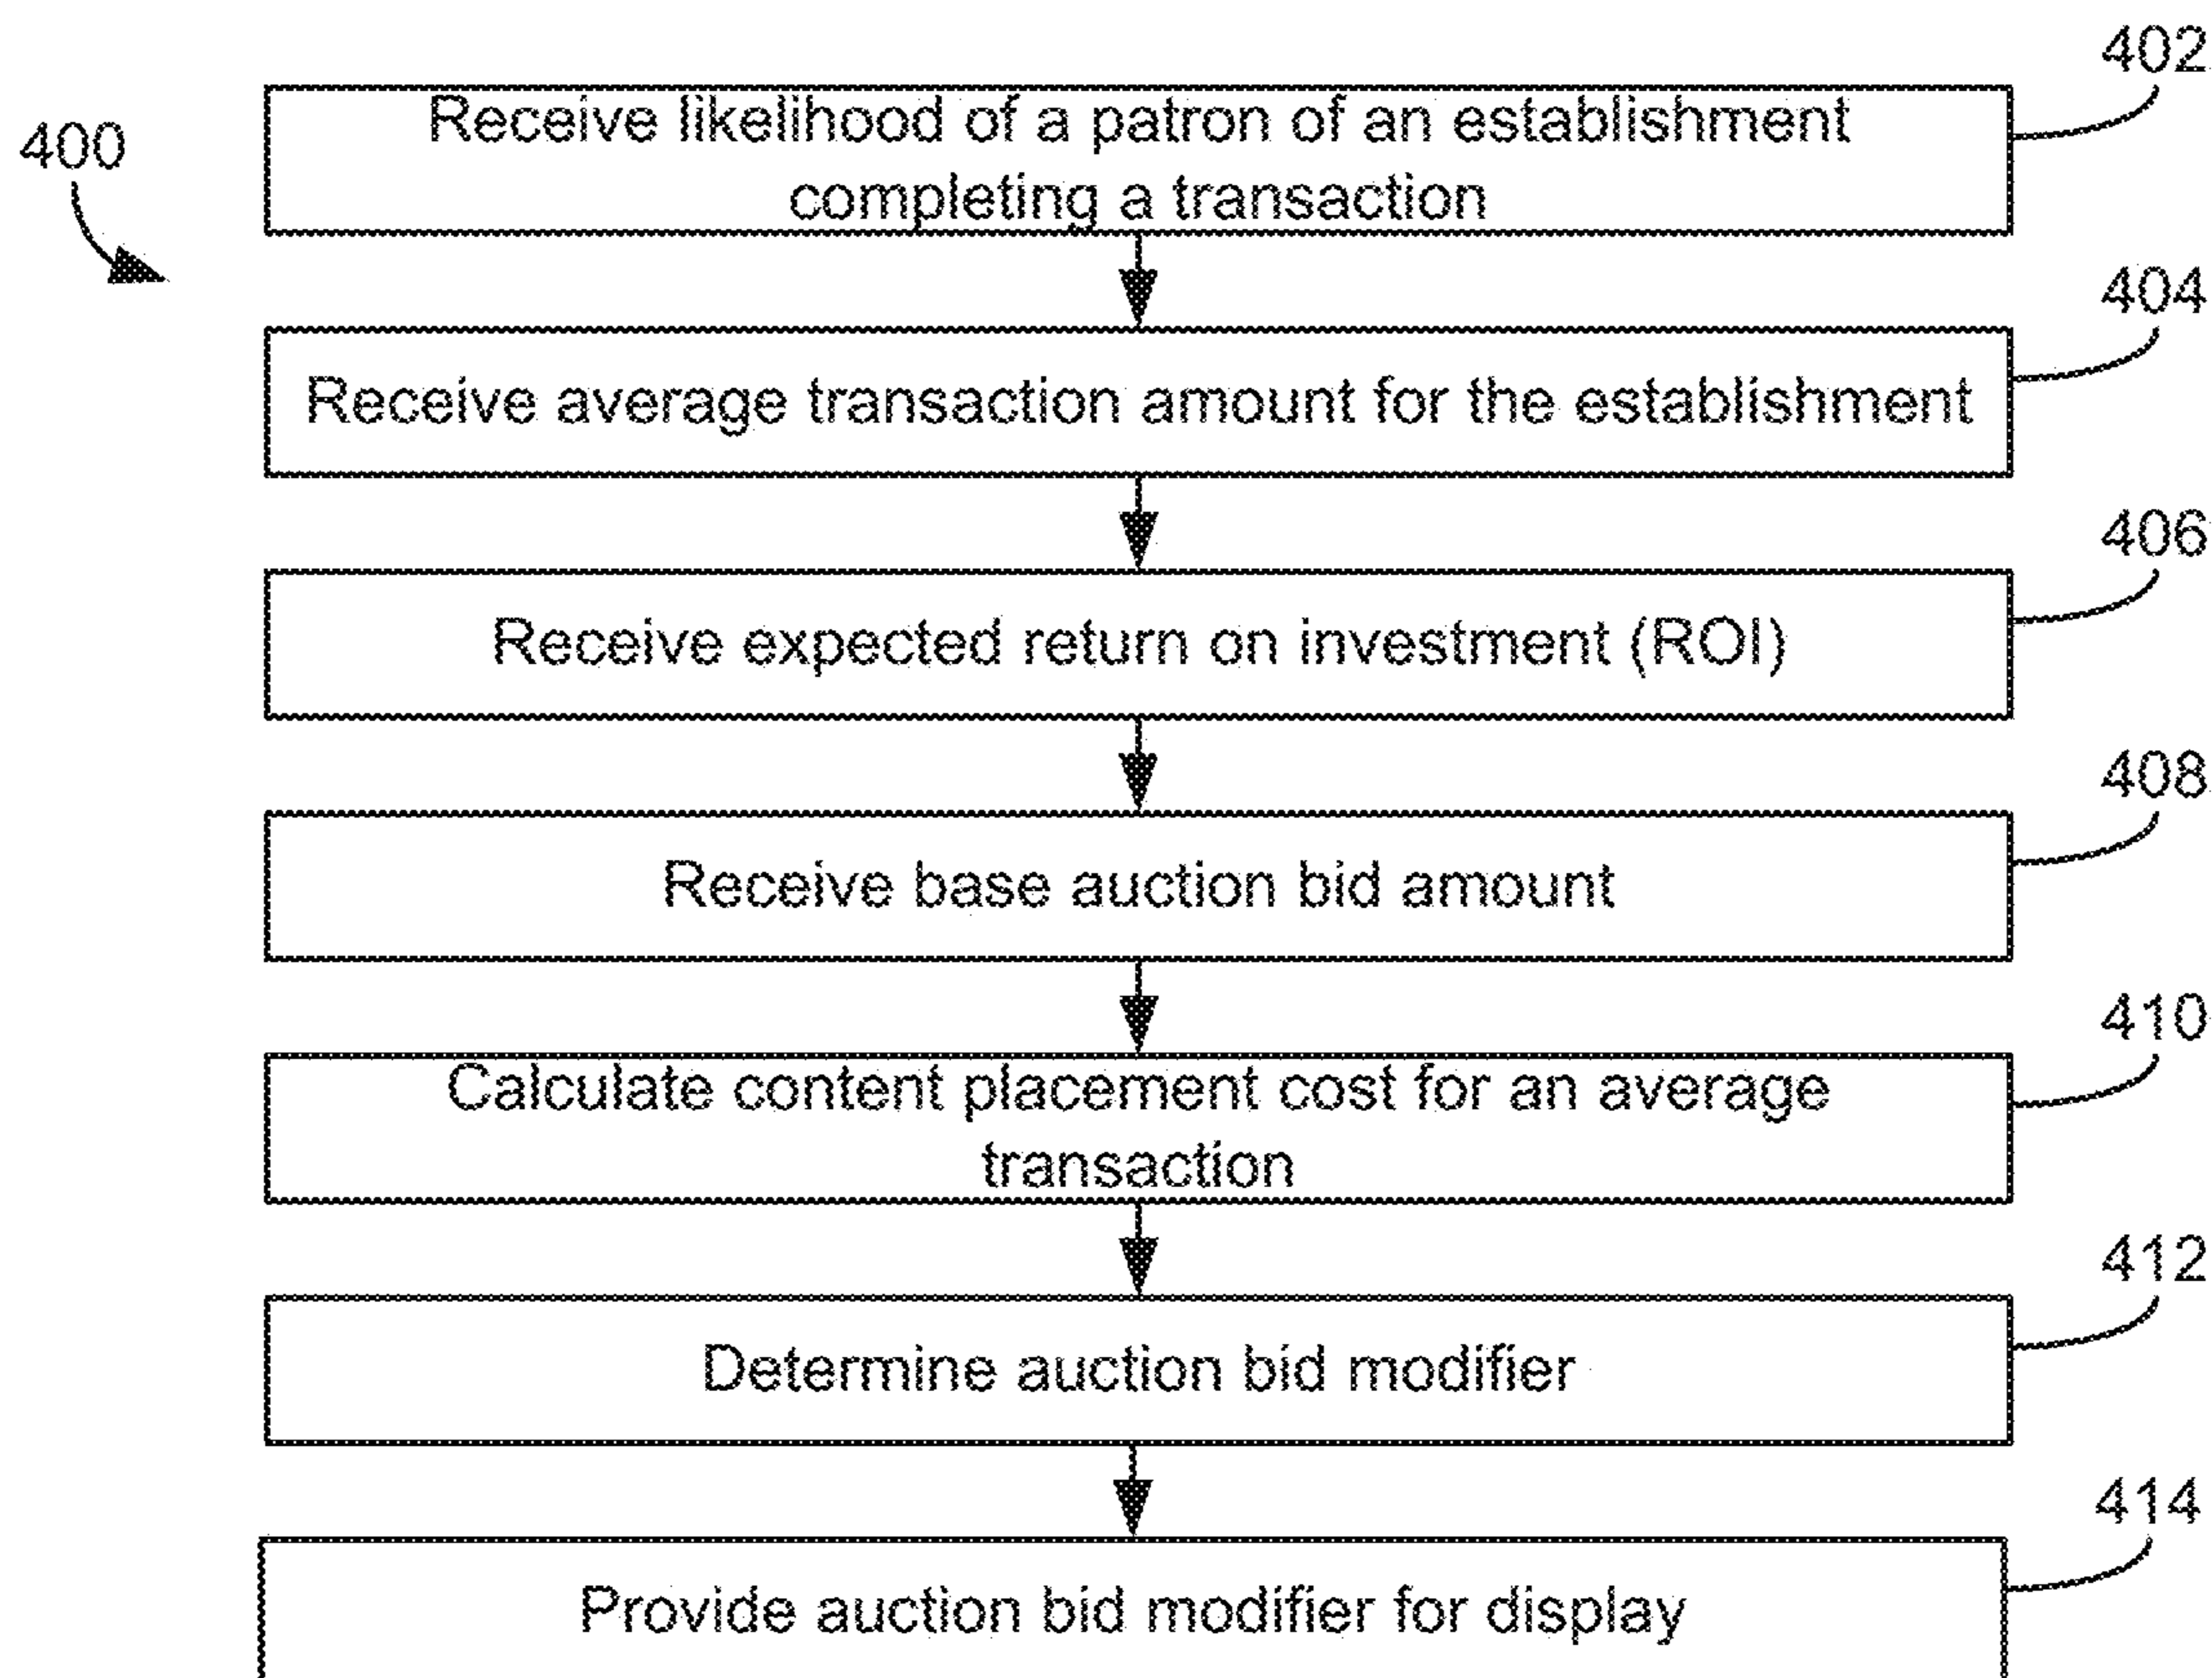 402
Receive likelihood of a patron of an establishment
completing a transaction
400
404
Receive average transaction amount for the establishment
406
Receive expected return on investment (ROI)
408
Receive base auction bid amount
410
Calculate content placement cost for an average
transaction
412
Determine auction bid modifier
414
Provide auction bid modifier for display